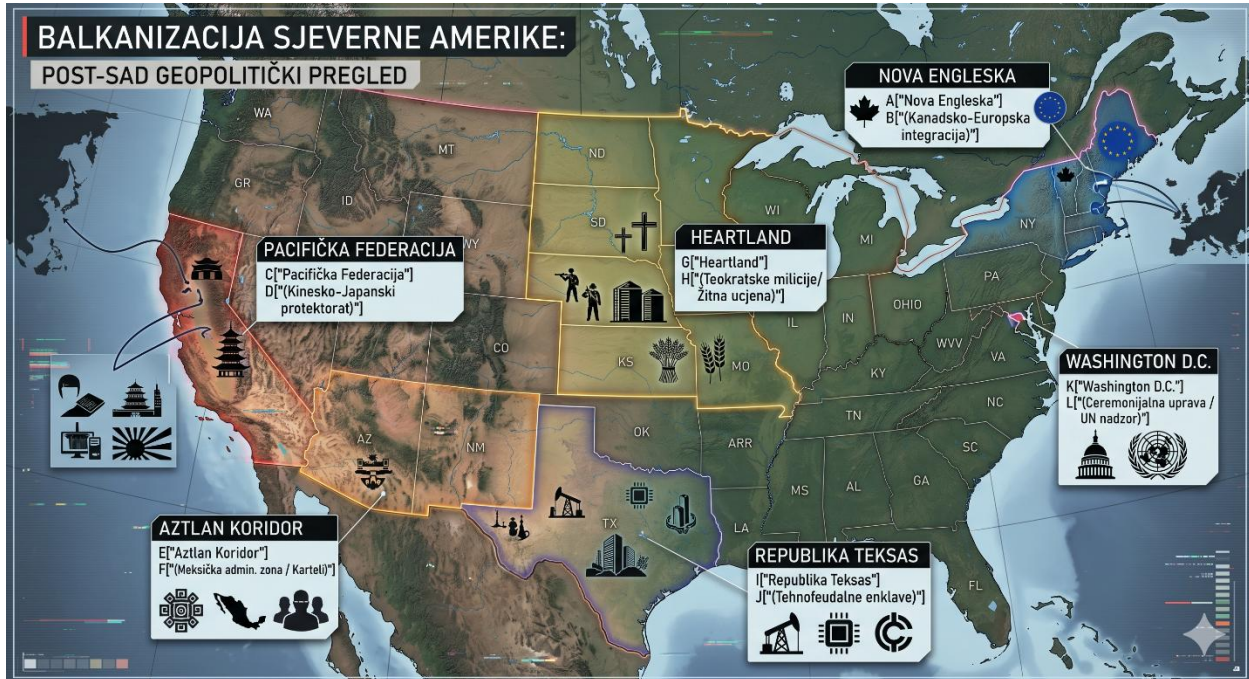 BALKANIZACIJA SJEVERNE AMERIKE:
POST-SAD GEOPOLITIČKI PREGLED
NOVA ENGLESKA
A["Nova Engleska"]
B["(Kanadsko-Europska
integracija)"]
WA
MT
ND
GR
ID
SD
WI
MI
NY
WY
PACIFIČKA FEDERACIJA
C["Pacifička Federacija"]
D["(Kinesko-Japanski
protektorat)"]
HEARTLAND
G["Heartland"]
H["(Teokratske milicije/
Žitna ucjena)"]
PA
IL
IN
OHIO
WVV
VA
CO
KS
MO
KY
WASHINGTON D.C.
K["Washington D.C."]
L["(Ceremonijalna uprava /
UN nadzor)"]
NC
TN
AZ
NM
OK
ARR
SC
MS
AL
GA
TX
LA
FL
AZTLAN KORIDOR
E["Aztlan Koridor"]
F["(Meksička admin. zona / Karteli)"]
REPUBLIKA TEKSAS
I["Republika Teksas"]
J["(Tehnofeudalne enklave)"]